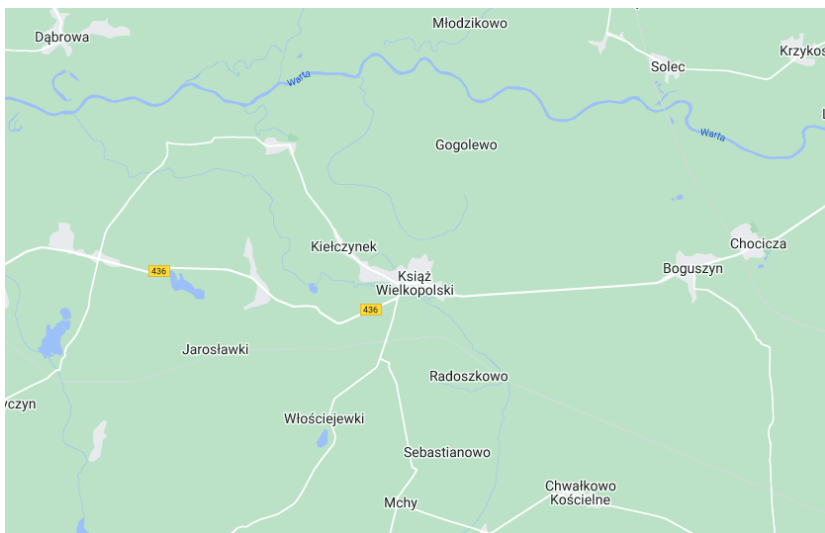 Młodzikowo
Dąbrowa
Solec
Krzykos
Warta
Warta
Gogolewo
Kiełczynek
Chocicza
436
Książ
Wielkopolski
Boguszyn
436
Jarosławki
Radoszkowo
yczyn
Włościejewki
Sebastianowo
Chwałkowo
Kościelne
Mchy